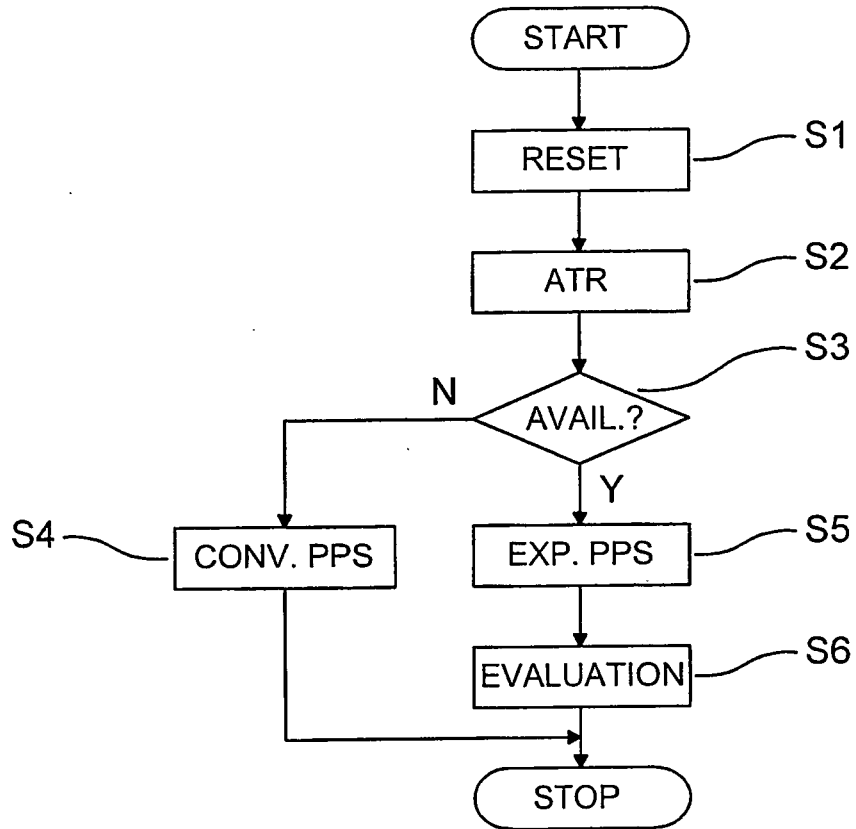 START
S1
RESET
S2
ATR
S3
N
AVAIL.?
Y
S4
CONV. PPS
EXP. PPS
S5
EVALUATION
S6
STOP